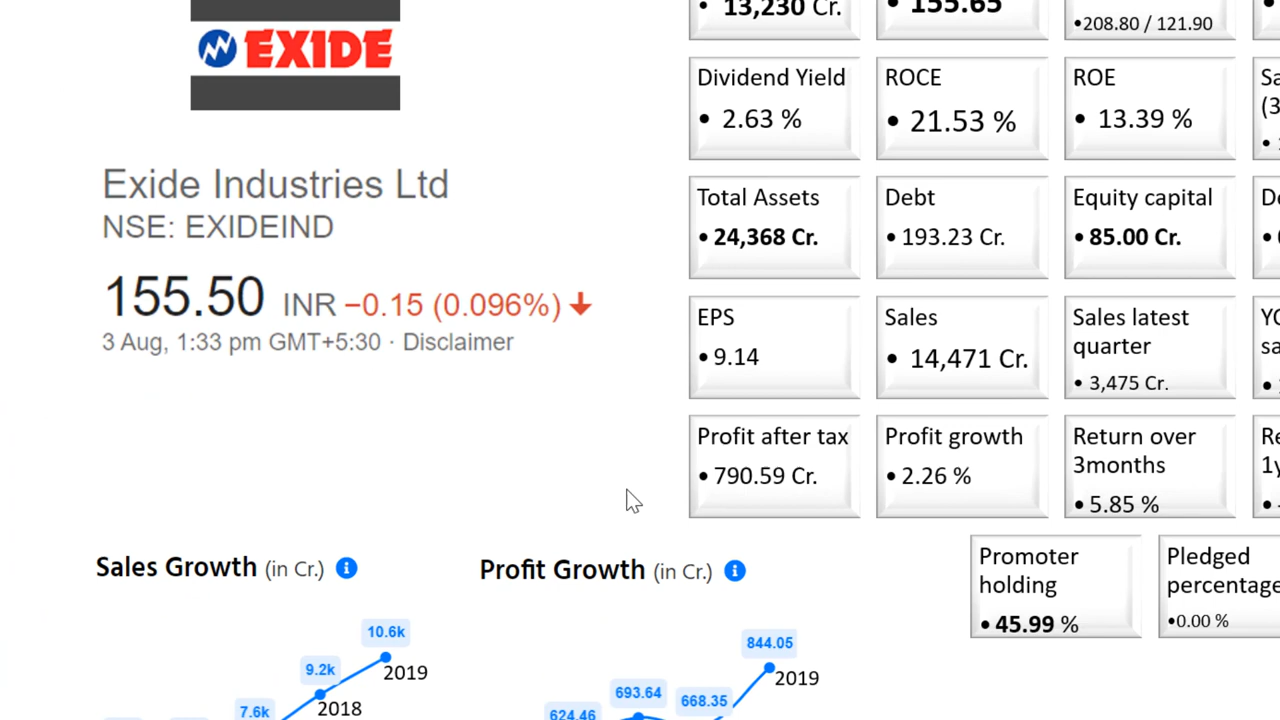 • 13,230 Cr.
• 155.65
•208.80 / 121.90
EXIDE
Dividend Yield
• 2.63 %
ROCE
• 21.53 %
ROE
• 13.39 %
Exide Industries Ltd
NSE: EXIDEIND
155.50 INR −0.15 (0.096%)
3 Aug, 1:33 pm GMT+5:30 · Disclaimer
Total Assets
• 24,368 Cr.
Debt
• 193.23 Cr.
Equity capital
• 85.00 Cr.
EPS
• 9.14
Sales
• 14,471 Cr.
Sales latest
quarter
• 3,475 Cr.
Profit after tax
• 790.59 Cr.
Profit growth
• 2.26 %
Return over
3months
• 5.85 %
Promoter
holding
• 45.99 %
Pledged
percentage
•0.00 %
Sales Growth (in Cr.)
10.6k
2019
9.2k
2018
7.6k
Profit Growth (in Cr.)
844.05
2019
693.64
668.35
624.46